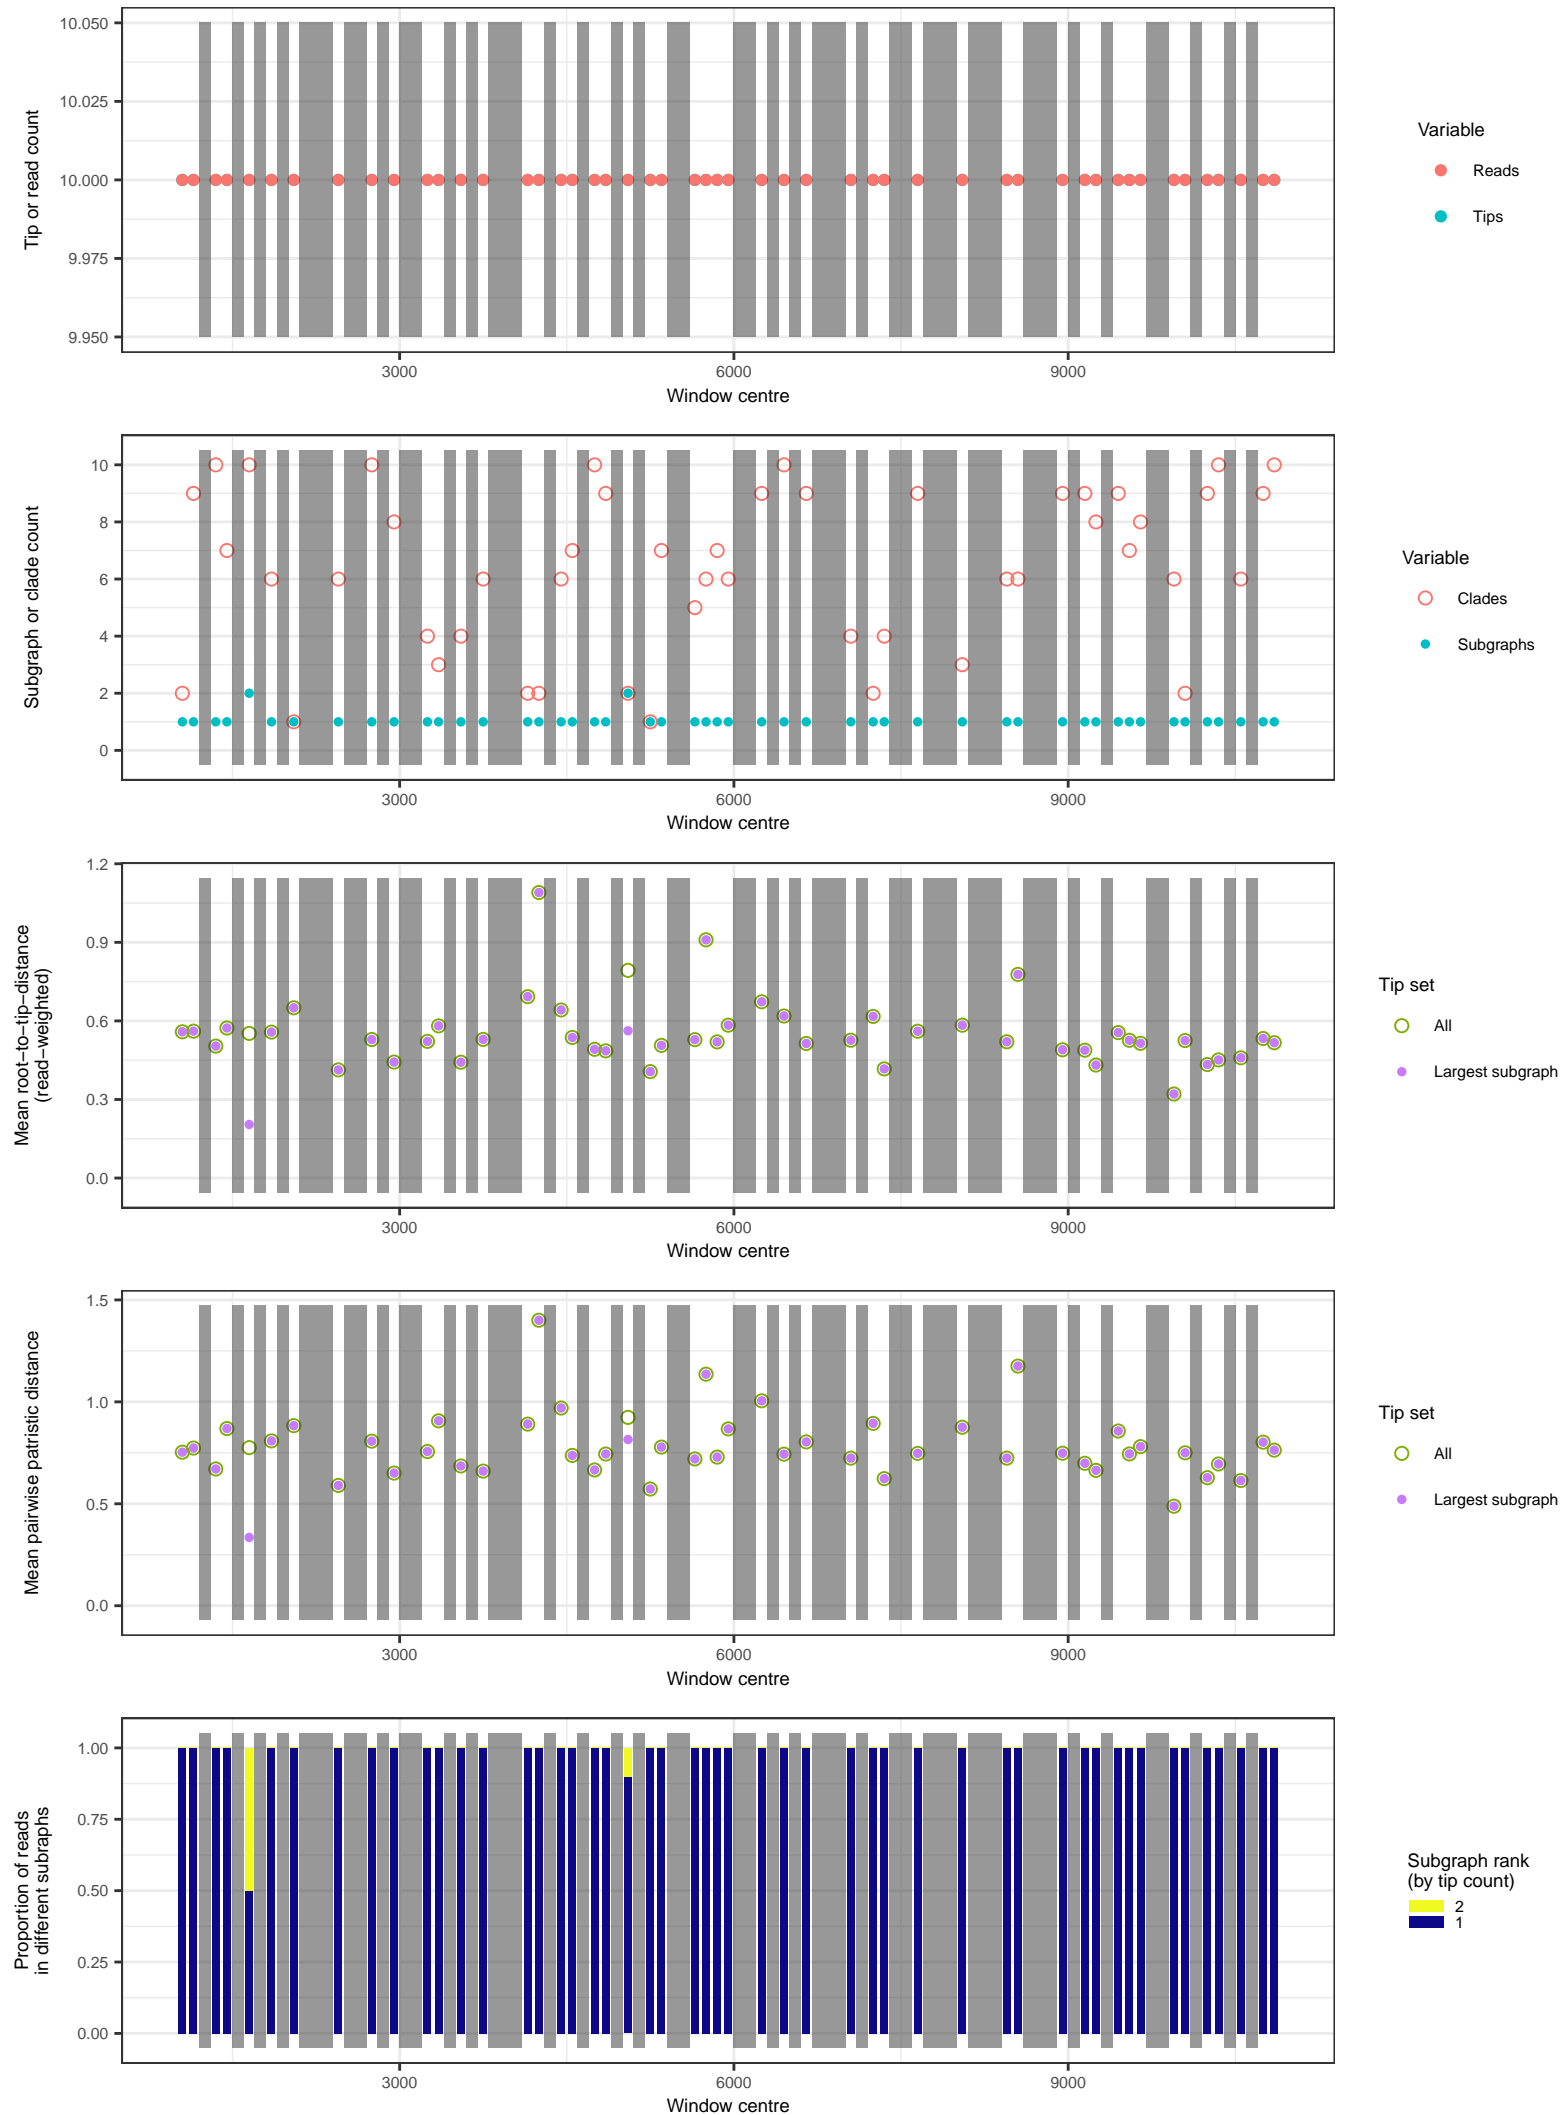 10.050
10.025
10.000
9.975
9.950
Tip or read count
3000
6000
9000
Window centre
Variable
Reads
Tips
10
8
6
4
2
0
Subgraph or clade count
3000
6000
9000
Window centre
Variable
Clades
Subgraphs
1.2
0.9
0.6
0.3
0.0
Mean root−to−tip−distance
(read−weighted)
3000
6000
9000
Window centre
Tip set
All
Largest subgraph
1.5
1.0
0.5
0.0
Mean pairwise patristic distance
3000
6000
9000
Window centre
Tip set
All
Largest subgraph
1.00
0.75
0.50
0.25
0.00
Proportion of reads
in different subraphs
3000
6000
9000
Window centre
Subgraph rank
(by tip count)
2
1